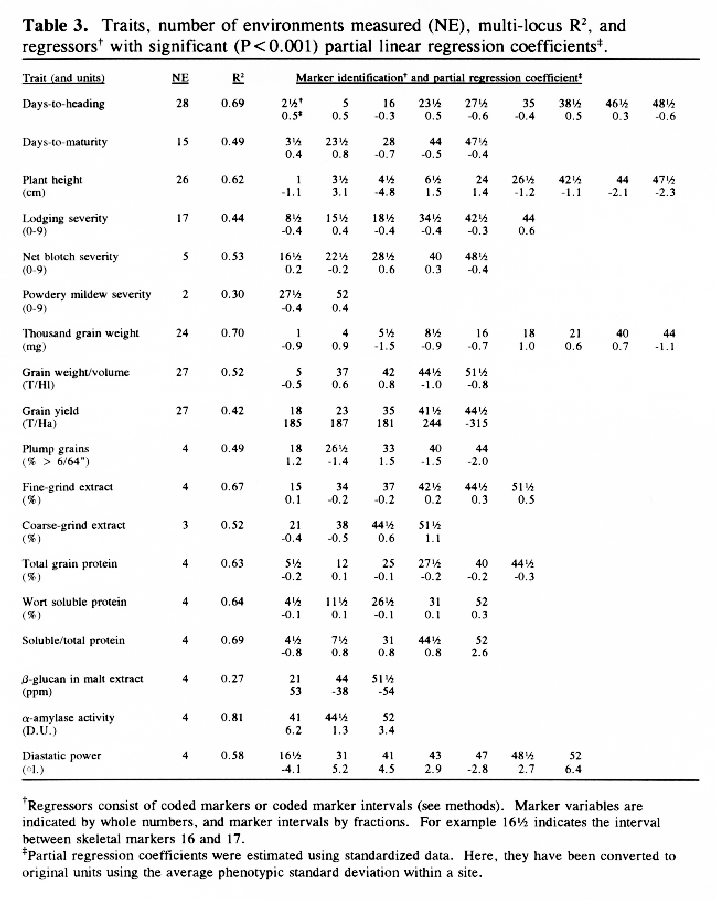 Table 3. Traits, number of environments measured (NE), multi-locus R², and
regressors† with significant (P<0.001) partial linear regression coefficients‡.
Trait (and units) NE R² Marker identification† and partial regression coefficient‡
Days-to-heading 28 0.69 2½† 5 16 23½ 27½ 35 38½ 46½ 48½
0.5‡ 0.5 -0.3 0.5 -0.6 -0.4 0.5 0.3 -0.6
Days-to-maturity 15 0.49 3½ 23½ 28 44 47½
0.4 0.8 -0.7 -0.5 -0.4
Plant height 26 0.62 1 3½ 4½ 6½ 24 26½ 42½ 44 47½
(cm) -1.1 3.1 -4.8 1.5 1.4 -1.2 -1.1 -2.1 -2.3
Lodging severity 17 0.44 8½ 15½ 18½ 34½ 42½ 44
(0-9) -0.4 0.4 -0.4 -0.4 -0.3 0.6
Net blotch severity 5 0.53 16½ 22½ 28½ 40 48½
(0-9) 0.2 -0.2 0.6 0.3 -0.4
Powdery mildew severity 2 0.30 27½ 52
(0-9) -0.4 0.4
Thousand grain weight 24 0.70 1 4 5½ 8½ 16 18 21 40 44
(mg) -0.9 0.9 -1.5 -0.9 -0.7 1.0 0.6 0.7 -1.1
Grain weight/volume 27 0.52 5 37 42 44½ 51½
(T/Hl) -0.5 0.6 0.8 -1.0 -0.8
Grain yield 27 0.42 18 23 35 41½ 44½
(T/Ha) 185 187 181 244 -315
Plump grains 4 0.49 18 26½ 33 40 44
(% > 6/64") 1.2 -1.4 1.5 -1.5 -2.0
Fine-grind extract 4 0.67 15 34 37 42½ 44½ 51½
(%) 0.1 -0.2 -0.2 0.2 0.3 0.5
Coarse-grind extract 3 0.52 21 38 44½ 51½
(%) -0.4 -0.5 0.6 1.1
Total grain protein 4 0.63 5½ 12 25 27½ 40 44½
(%) -0.2 0.1 -0.1 -0.2 -0.2 -0.3
Wort soluble protein 4 0.64 4½ 11½ 26½ 31 52
(%) -0.1 0.1 -0.1 0.1 0.3
Soluble/total protein 4 0.69 4½ 7½ 31 44½ 52
-0.8 0.8 0.8 0.8 2.6
β-glucan in malt extract 4 0.27 21 44 51½
(ppm) 53 -38 -54
α-amylase activity 4 0.81 41 44½ 52
(D.U.) 6.2 1.3 3.4
Diastatic power 4 0.58 16½ 31 41 43 47 48½ 52
-4.1 5.2 4.5 2.9 -2.8 2.7 6.4
†Regressors consist of coded markers or coded marker intervals (see methods). Marker variables are
indicated by whole numbers, and marker intervals by fractions. For example 16½ indicates the interval
between skeletal markers 16 and 17.
‡Partial regression coefficients were estimated using standardized data. Here, they have been converted to
original units using the average phenotypic standard deviation within a site.